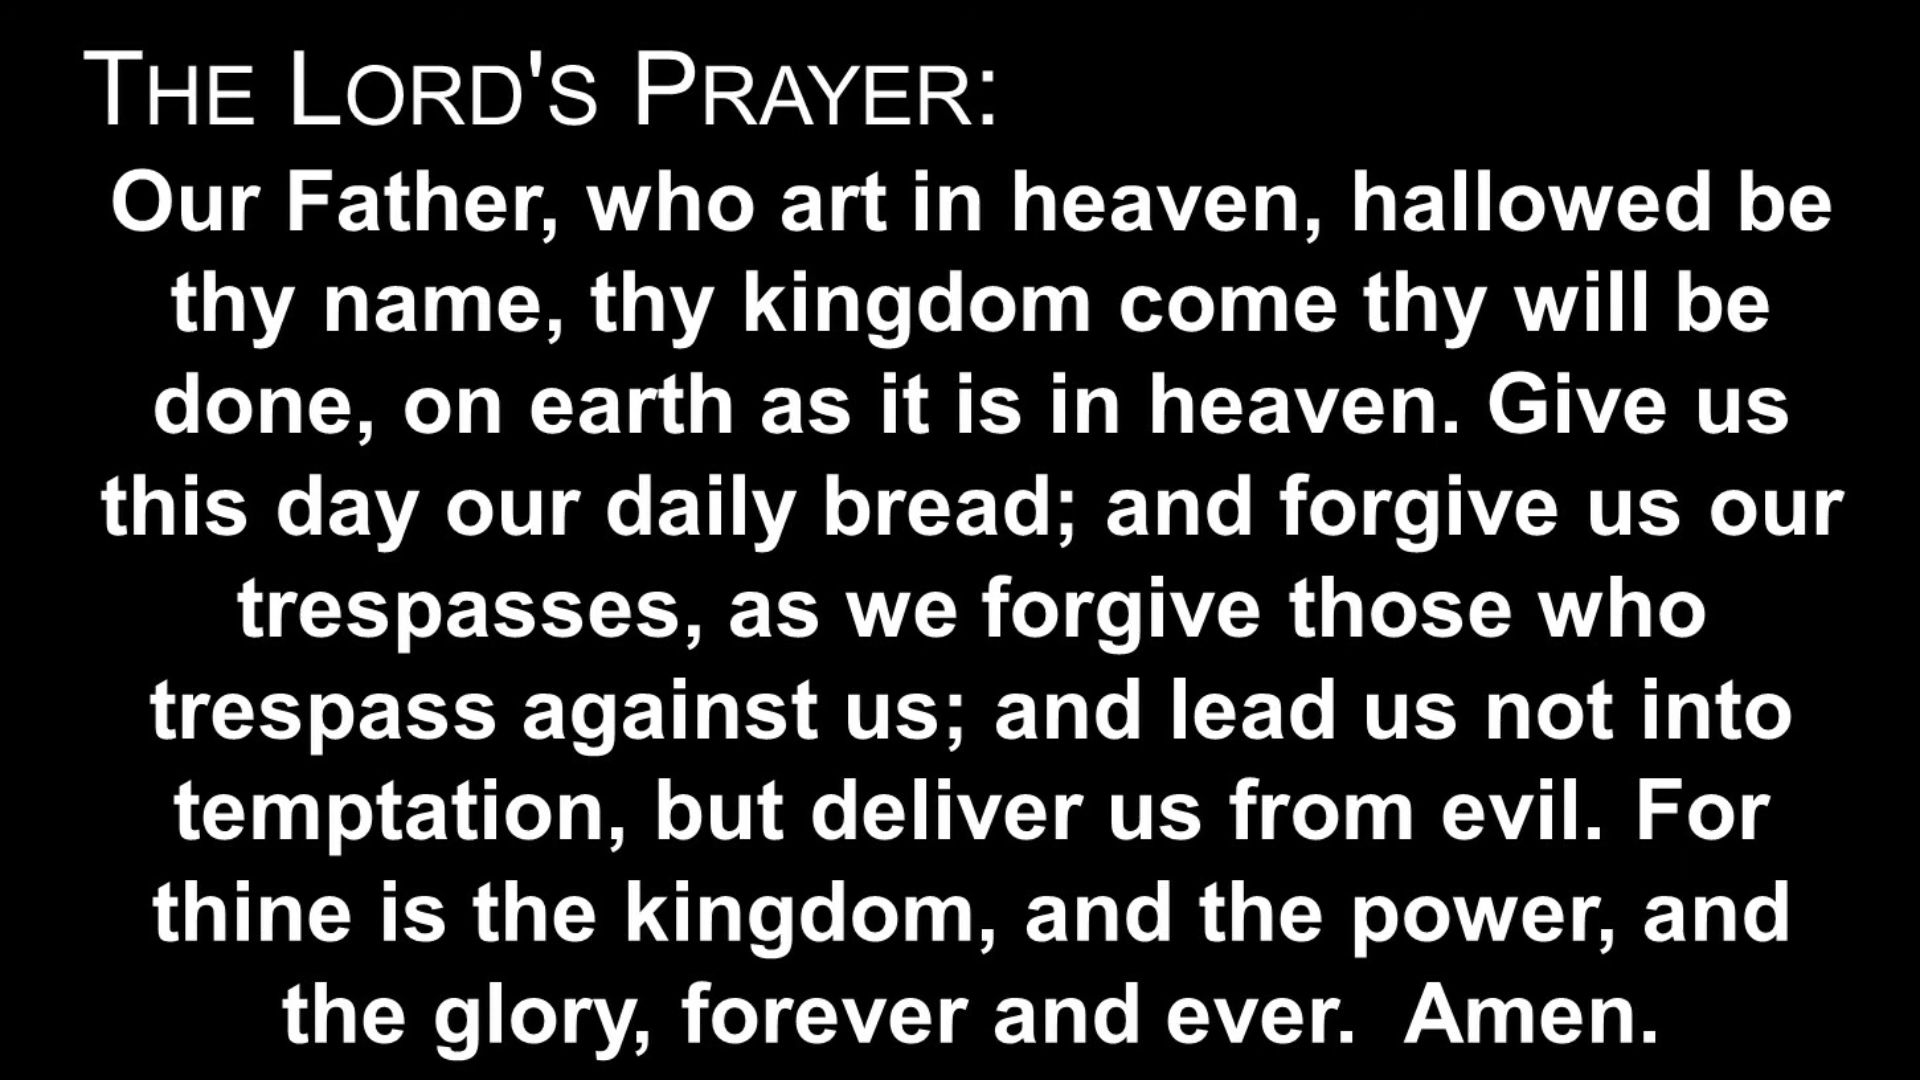 THE LORD'S PRAYER:
Our Father, who art in heaven, hallowed be
thy name, thy kingdom come thy will be
done, on earth as it is in heaven. Give us
this day our daily bread; and forgive us our
trespasses, as we forgive those who
trespass against us; and lead us not into
temptation, but deliver us from evil. For
thine is the kingdom, and the power, and
the glory, forever and ever.  Amen.